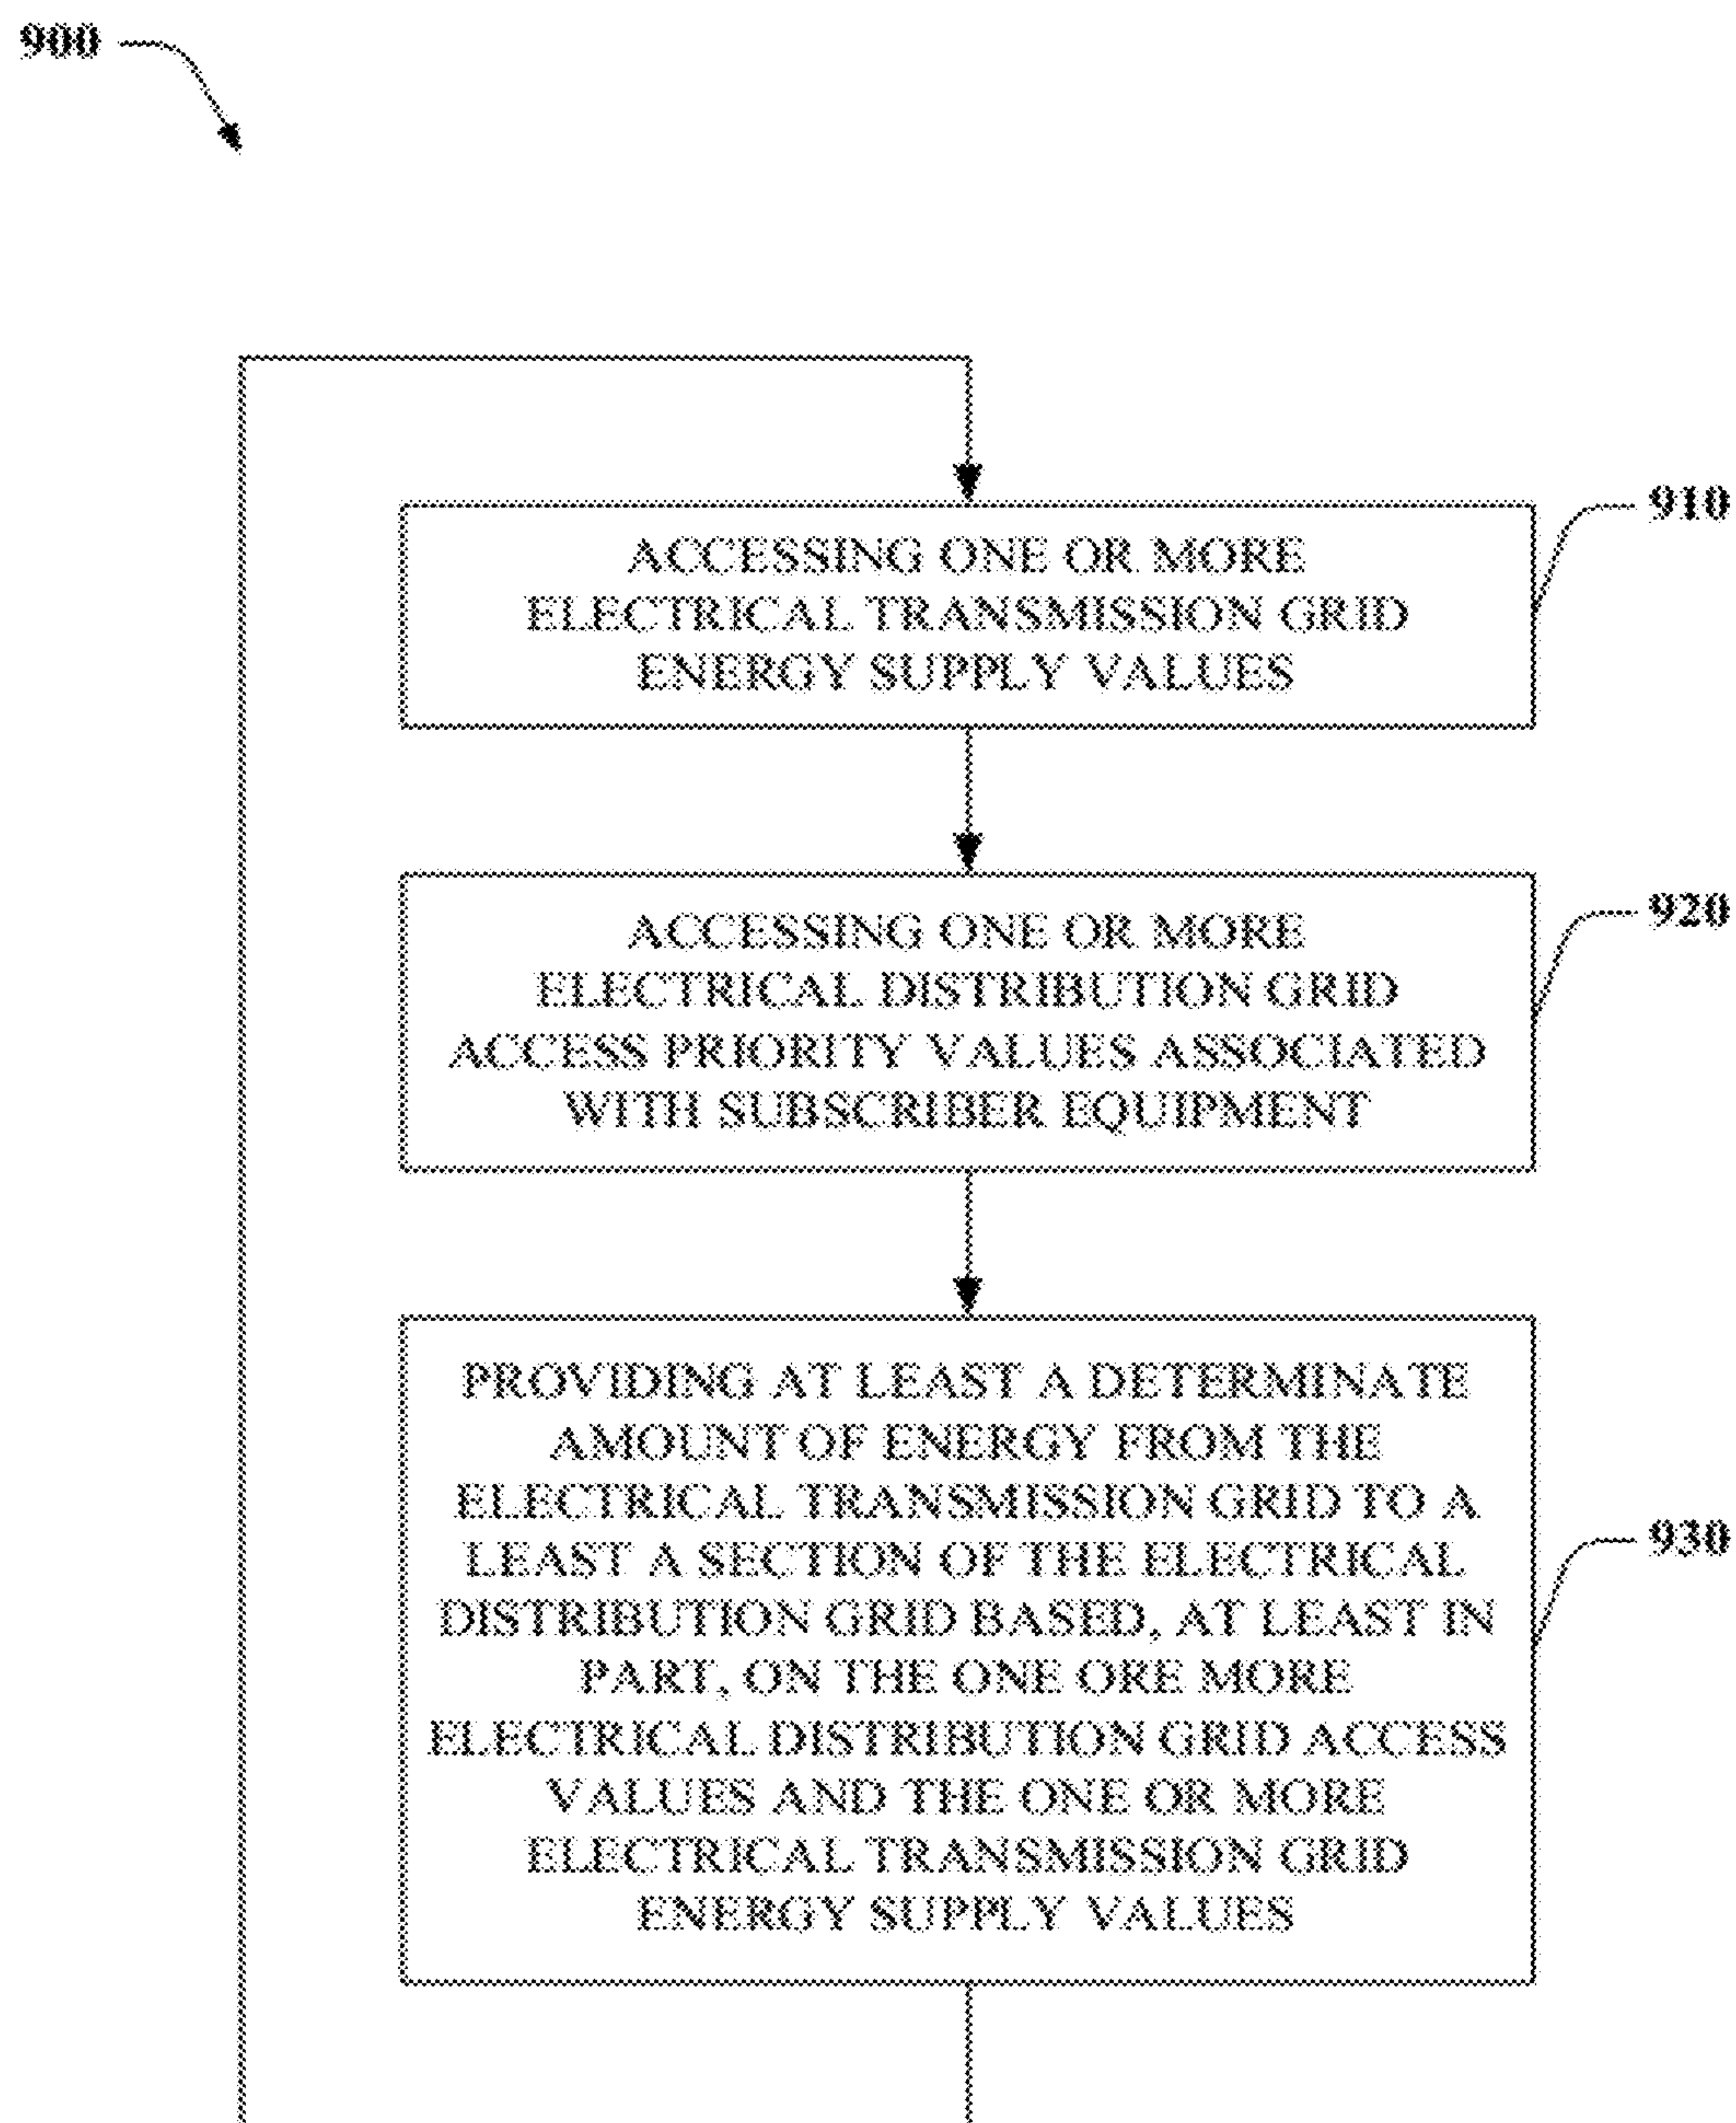 900
910
ACCESSING ONE OR MORE
ELECTRICAL TRANSMISSION GRID
ENERGY SUPPLY VALUES
920
ACCESSING ONE OR MORE
ELECTRICAL DISTRIBUTION GRID
ACCESS PRIORITY VALUES ASSOCIATED
WITH SUBSCRIBER EQUIPMENT
930
PROVIDING AT LEAST A DETERMINATE
AMOUNT OF ENERGY FROM THE
ELECTRICAL TRANSMISSION GRID TO A
LEAST A SECTION OF THE ELECTRICAL
DISTRIBUTION GRID BASED, AT LEAST IN
PART, ON THE ONE ORE MORE
ELECTRICAL DISTRIBUTION GRID ACCESS
VALUES AND THE ONE OR MORE
ELECTRICAL TRANSMISSION GRID
ENERGY SUPPLY VALUES